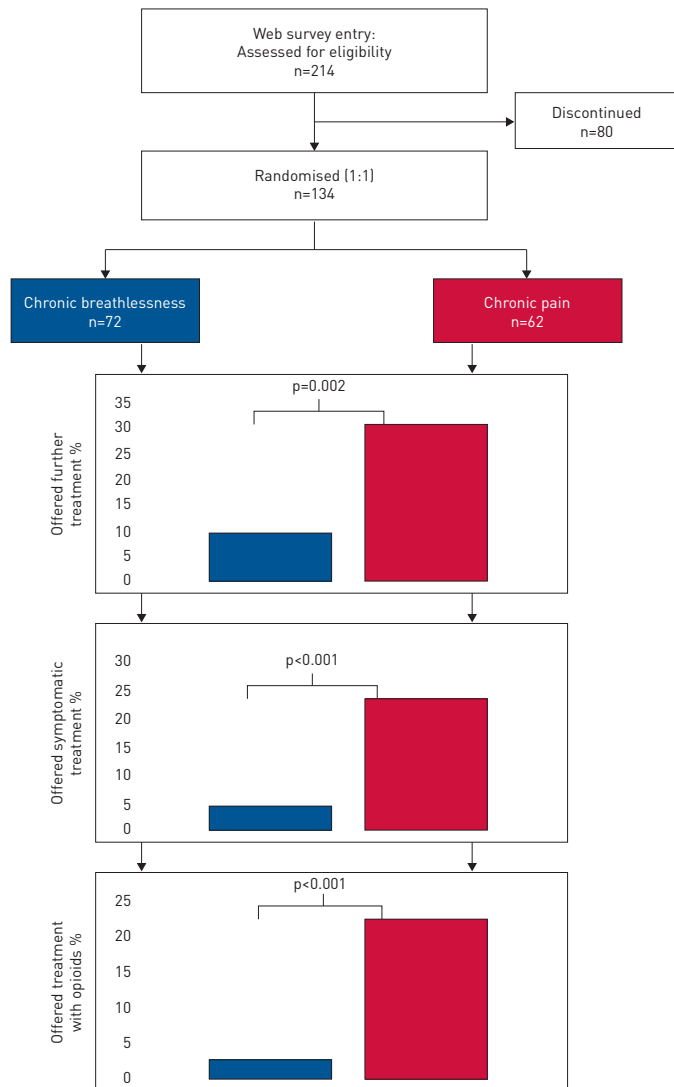 Web survey entry:
Assessed for eligibility
n=214
Discontinued
n=80
Randomised (1:1)
n=134
Chronic breathlessness
n=72
Chronic pain
n=62
Offered further
treatment %
p=0.002
35
30
25
20
15
10
5
0
Offered symptomatic
treatment %
p<0.001
30
25
20
15
10
5
0
Offered treatment
with opioids %
p<0.001
25
20
15
10
5
0